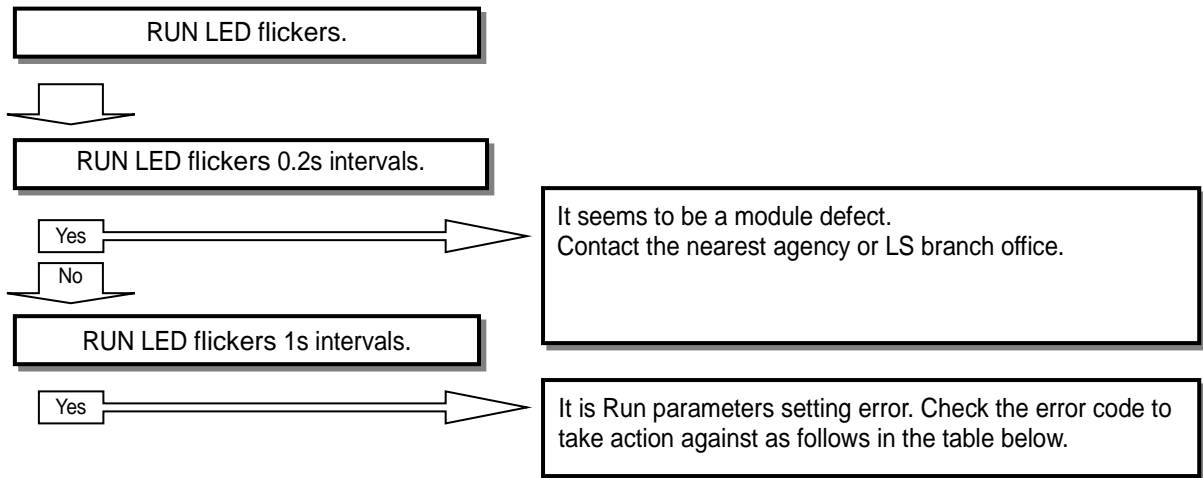 RUN LED flickers.
RUN LED flickers 0.2s intervals.
Yes
It seems to be a module defect.
Contact the nearest agency or LS branch office.
No
RUN LED flickers 1s intervals.
Yes
It is Run parameters setting error. Check the error code to
take action against as follows in the table below.